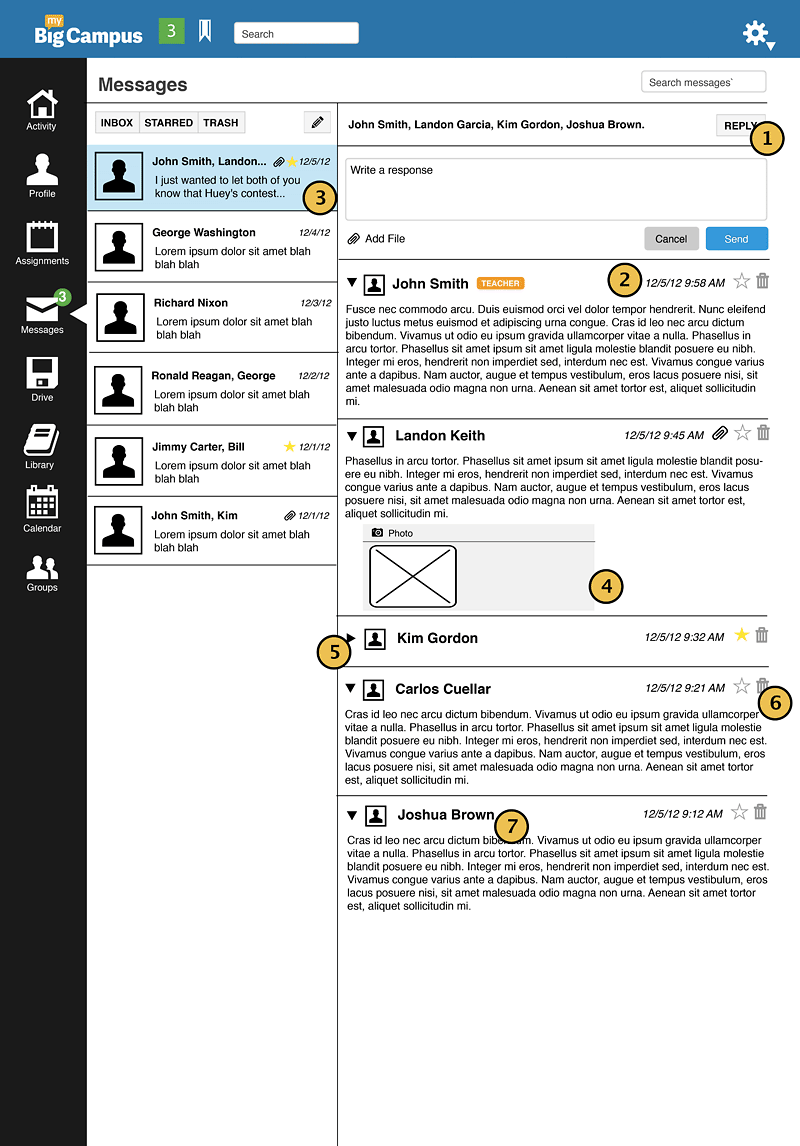 my
Big Campus
3
Search
Activity
Profile
Assignments
3
Messages
Drive
Library
Calendar
Groups
Messages
Search messages`
INBOX STARRED TRASH
John Smith, Landon... 12/5/12
I just wanted to let both of you
know that Huey's contest...
3
George Washington 12/4/12
Lorem ipsum dolor sit amet blah
blah blah
Richard Nixon 12/3/12
Lorem ipsum dolor sit amet blah
blah blah
Ronald Reagan, George 12/2/12
Lorem ipsum dolor sit amet blah
blah blah
Jimmy Carter, Bill 12/1/12
Lorem ipsum dolor sit amet blah
blah blah
John Smith, Kim 12/1/12
Lorem ipsum dolor sit amet blah
blah blah
John Smith, Landon Garcia, Kim Gordon, Joshua Brown. REPLY
1
Write a response
Add File Cancel Send
John Smith TEACHER 2 12/5/12 9:58 AM
Fusce nec commodo arcu. Duis euismod orci vel dolor tempor hendrerit. Nunc eleifend
justo luctus metus euismod et adipiscing urna congue. Cras id leo nec arcu dictum
bibendum. Vivamus ut odio eu ipsum gravida ullamcorper vitae a nulla. Phasellus in
arcu tortor. Phasellus sit amet ipsum sit amet ligula molestie blandit posuere eu nibh.
Integer mi eros, hendrerit non imperdiet sed, interdum nec est. Vivamus congue varius
ante a dapibus. Nam auctor, augue et tempus vestibulum, eros lacus posuere nisi, sit
amet malesuada odio magna non urna. Aenean sit amet tortor est, aliquet sollicitudin
mi.
Landon Keith 12/5/12 9:45 AM
Phasellus in arcu tortor. Phasellus sit amet ipsum sit amet ligula molestie blandit posu-
ere eu nibh. Integer mi eros, hendrerit non imperdiet sed, interdum nec est. Vivamus
congue varius ante a dapibus. Nam auctor, augue et tempus vestibulum, eros lacus
posuere nisi, sit amet malesuada odio magna non urna. Aenean sit amet tortor est,
aliquet sollicitudin mi.
Photo
4
5
Kim Gordon 12/5/12 9:32 AM
Carlos Cuellar 12/5/12 9:21 AM
6
Cras id leo nec arcu dictum bibendum. Vivamus ut odio eu ipsum gravida ullamcorper
vitae a nulla. Phasellus in arcu tortor. Phasellus sit amet ipsum sit amet ligula molestie
blandit posuere eu nibh. Integer mi eros, hendrerit non imperdiet sed, interdum nec est.
Vivamus congue varius ante a dapibus. Nam auctor, augue et tempus vestibulum, eros
lacus posuere nisi, sit amet malesuada odio magna non urna. Aenean sit amet tortor
est, aliquet sollicitudin mi.
Joshua Brown 12/5/12 9:12 AM
7
Cras id leo nec arcu dictum bibendum. Vivamus ut odio eu ipsum gravida ullamcorper
vitae a nulla. Phasellus in arcu tortor. Phasellus sit amet ipsum sit amet ligula molestie
blandit posuere eu nibh. Integer mi eros, hendrerit non imperdiet sed, interdum nec est.
Vivamus congue varius ante a dapibus. Nam auctor, augue et tempus vestibulum, eros
lacus posuere nisi, sit amet malesuada odio magna non urna. Aenean sit amet tortor
est, aliquet sollicitudin mi.